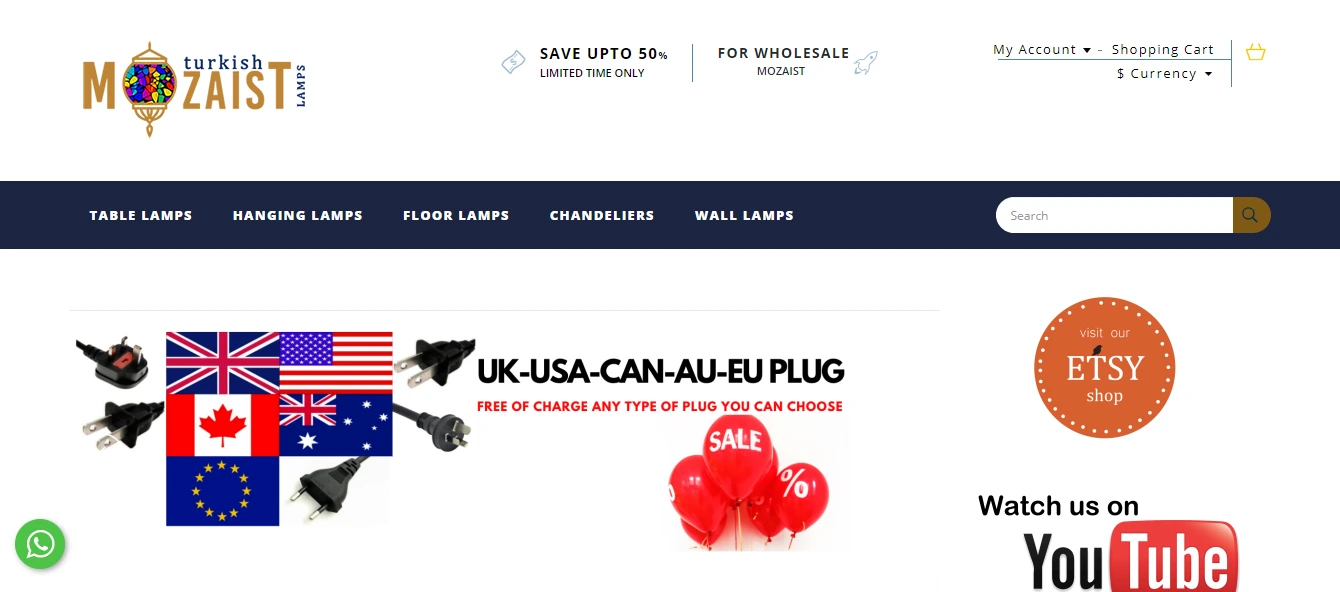 turkish
MOZAIST
LAMPS
SAVE UPTO 50%
LIMITED TIME ONLY
FOR WHOLESALE
MOZAIST
My Account - Shopping Cart
$ Currency
TABLE LAMPS
HANGING LAMPS
FLOOR LAMPS
CHANDELIERS
WALL LAMPS
Search
visit our
ETSY
shop
UK-USA-CAN-AU-EU PLUG
FREE OF CHARGE ANY TYPE OF PLUG YOU CAN CHOOSE
SALE
%
Watch us on
YouTube